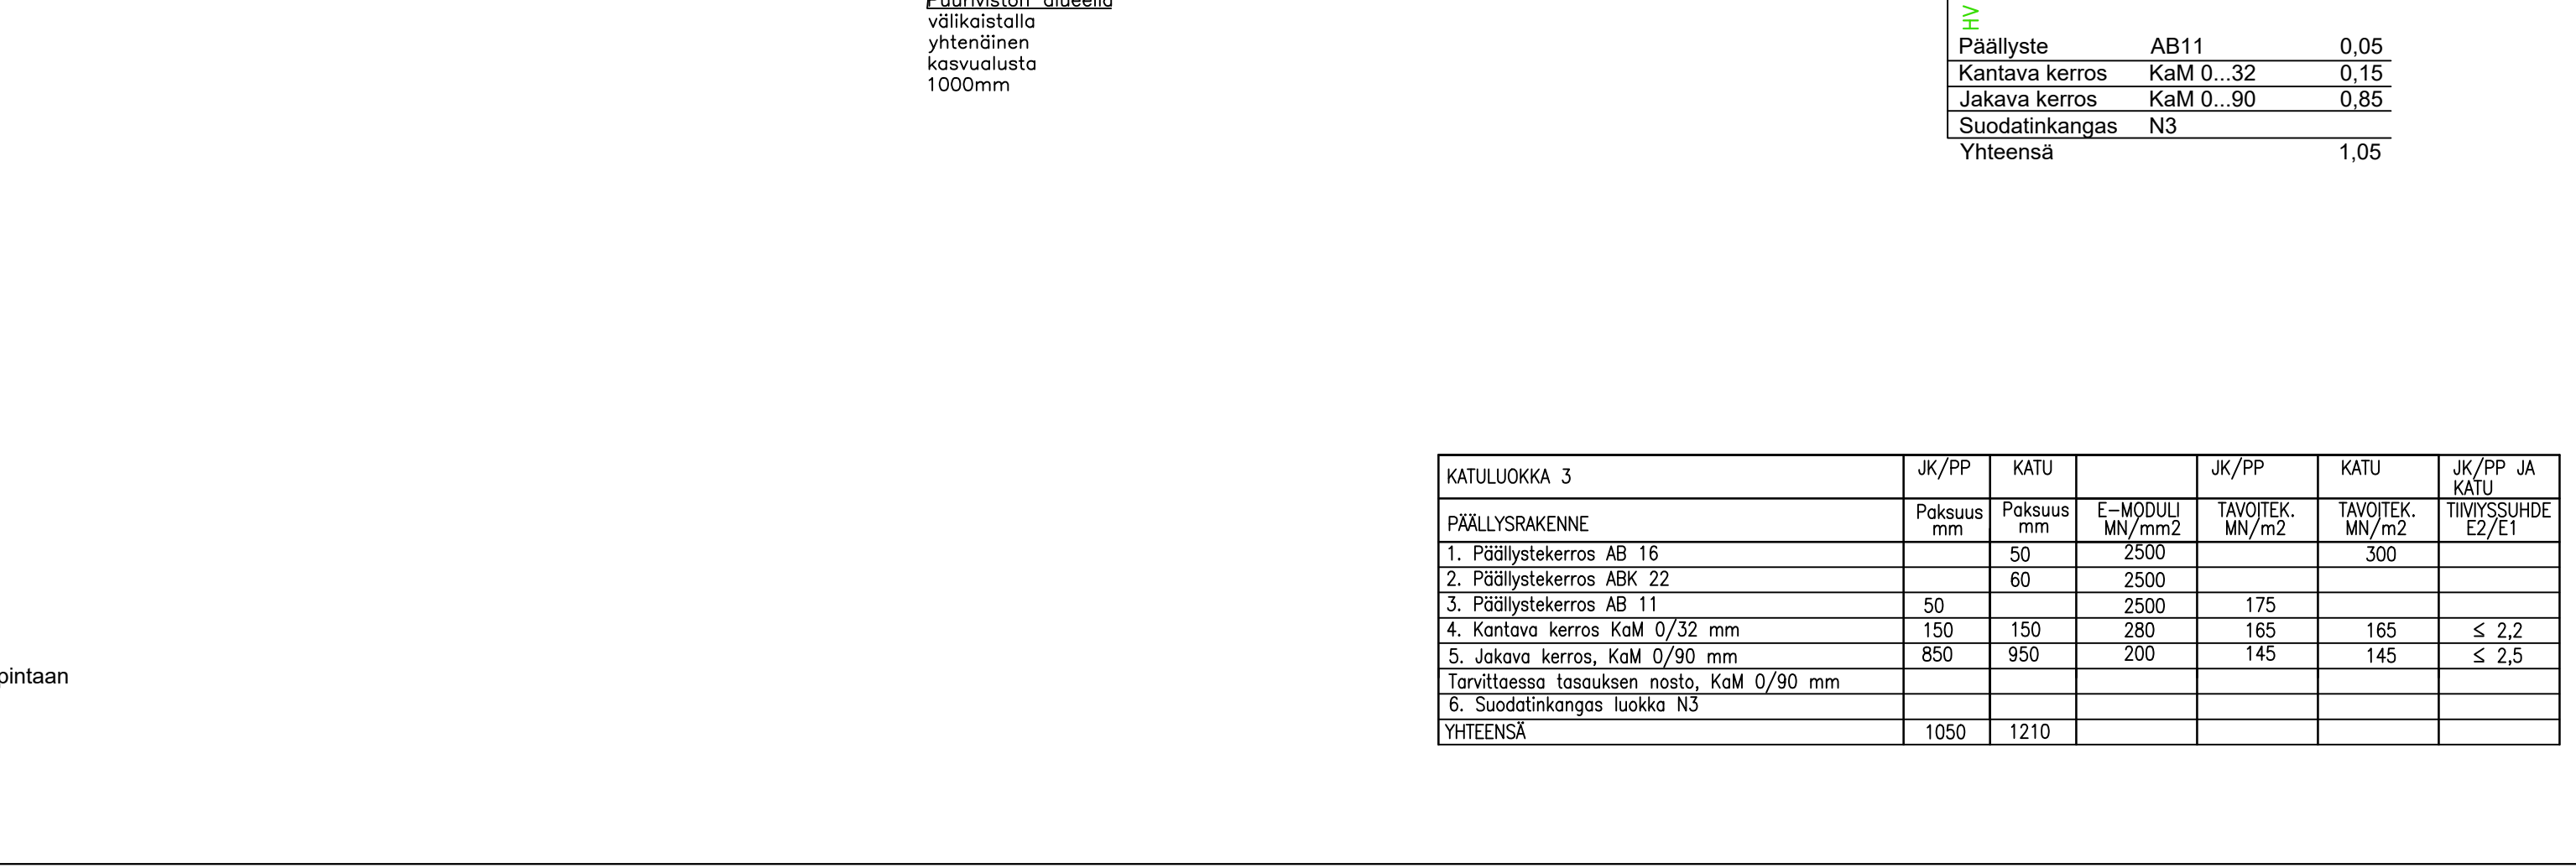 Puuriviston alueella
välikaistalla
yhtenäinen
kasvualusta
1000mm
HV
Päällyste AB11 0,05
Kantava kerros KaM 0...32 0,15
Jakava kerros KaM 0...90 0,85
Suodatinkangas N3
Yhteensä 1,05
pintaan
KATULUOKKA 3 JK/PP KATU JK/PP KATU JK/PP JA
KATU
PÄÄLLYSRAKENNE Paksuus Paksuus E-MODULI TAVOITEK. TAVOITEK. TIIVIYSSUHDE
mm mm MN/mm2 MN/m2 MN/m2 E2/E1
1. Päällystekerros AB 16 50 2500 300
2. Päällystekerros ABK 22 60 2500
3. Päällystekerros AB 11 50 2500 175
4. Kantava kerros KaM 0/32 mm 150 150 280 165 165 ≤ 2,2
5. Jakava kerros, KaM 0/90 mm 850 950 200 145 145 ≤ 2,5
Tarvittaessa tasauksen nosto, KaM 0/90 mm
6. Suodatinkangas luokka N3
YHTEENSÄ 1050 1210